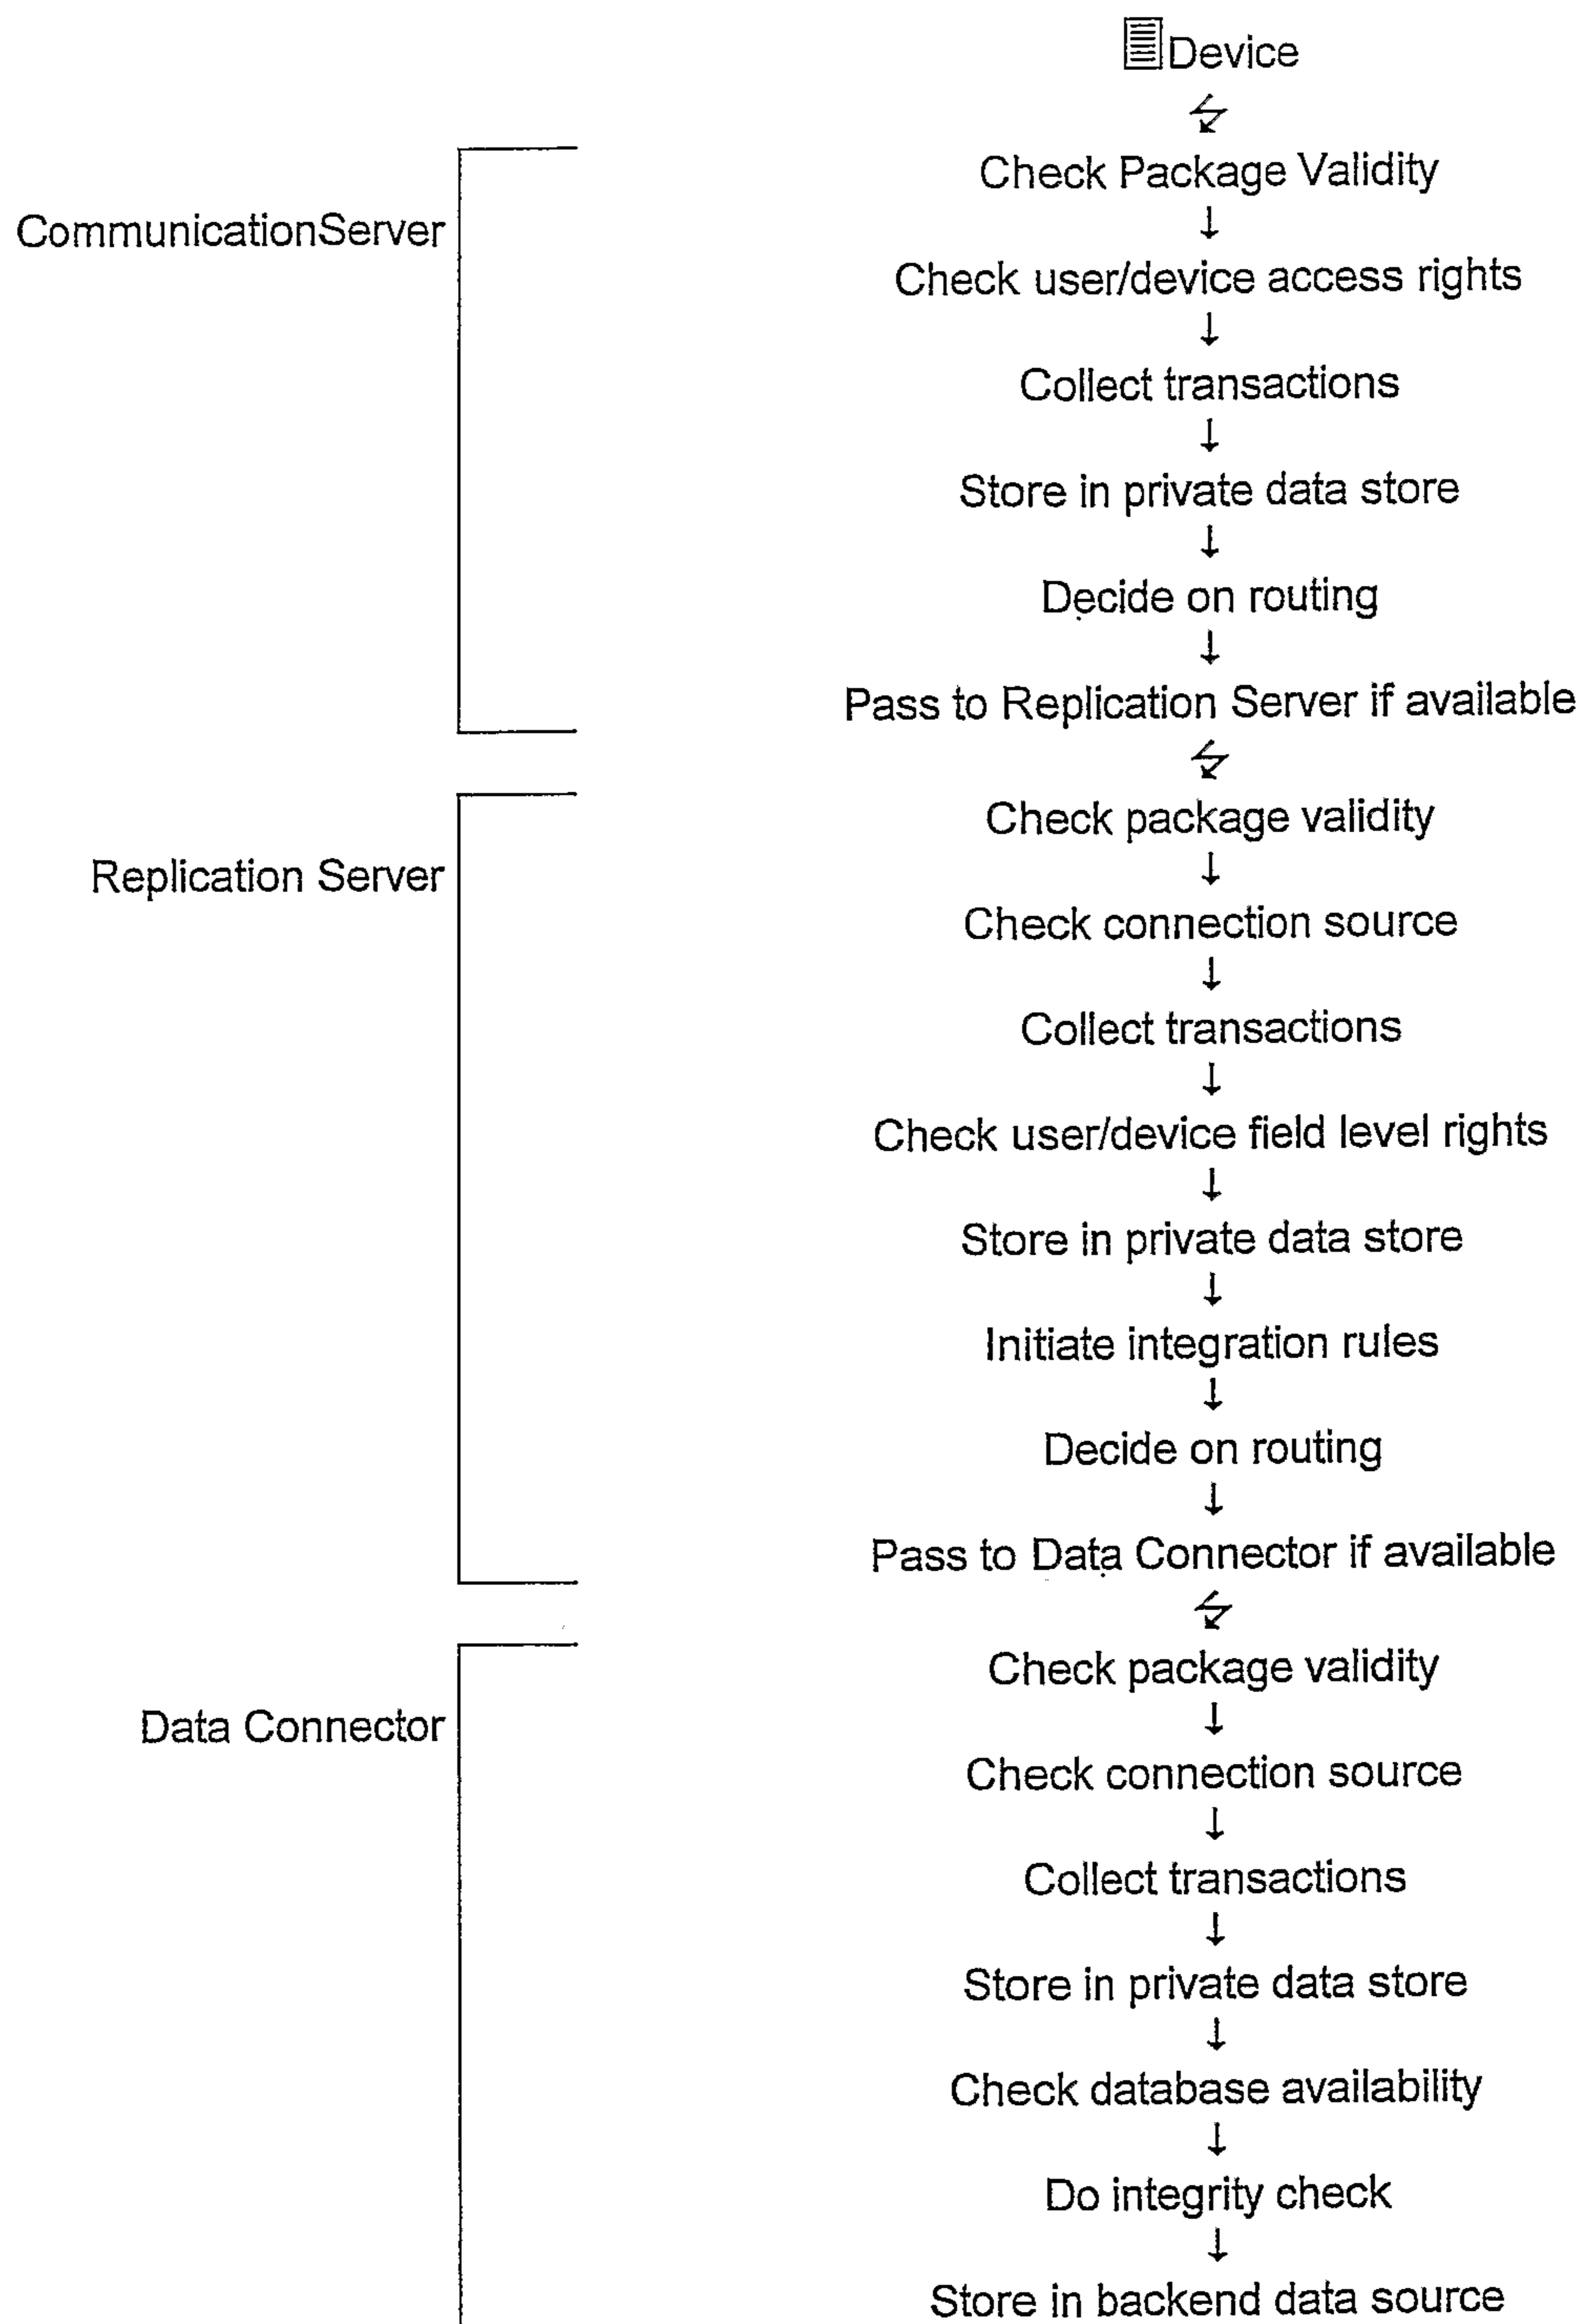 Device
Check Package Validity
CommunicationServer
Check user/device access rights
Collect transactions
Store in private data store
Decide on routing
Pass to Replication Server if available
Check package validity
Replication Server
Check connection source
Collect transactions
Check user/device field level rights
Store in private data store
Initiate integration rules
Decide on routing
Pass to Data Connector if available
Check package validity
Data Connector
Check connection source
Collect transactions
Store in private data store
Check database availability
Do integrity check
Store in backend data source